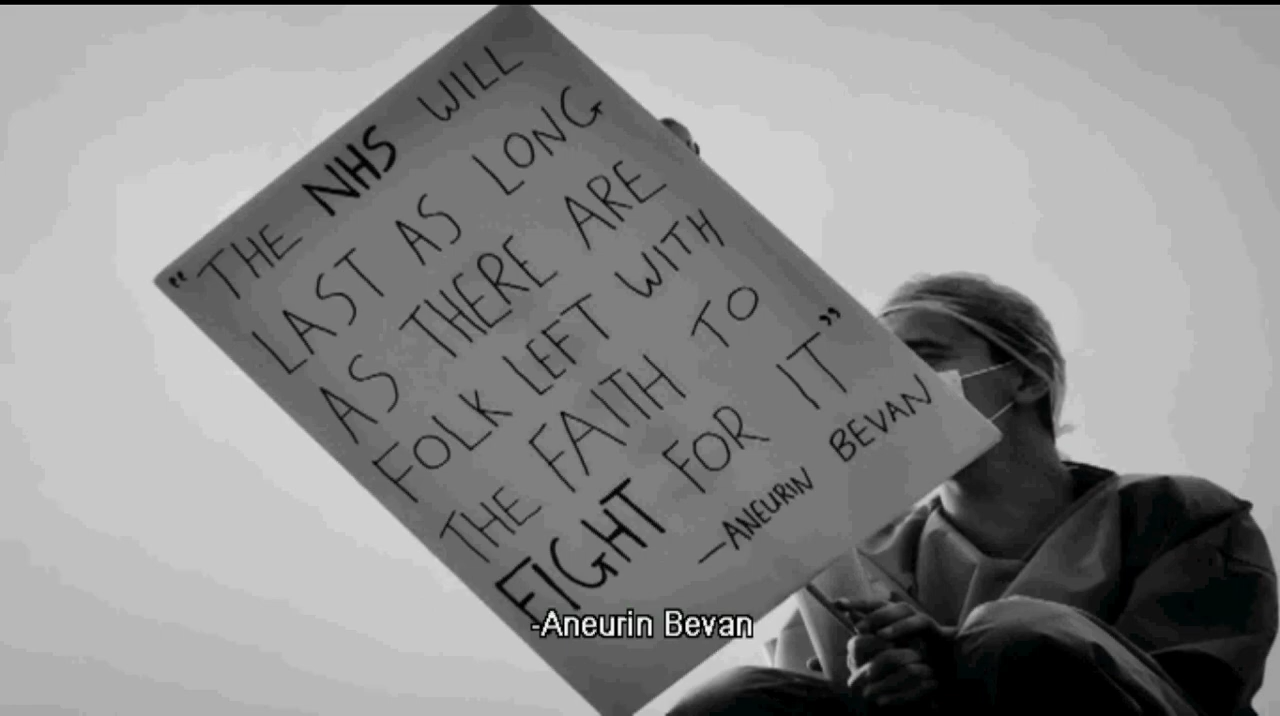 “THE NHS WILL
LAST AS LONG
AS THERE ARE
FOLK LEFT WITH
THE FAITH TO
FIGHT FOR IT”
—ANEURIN BEVAN
-Aneurin Bevan